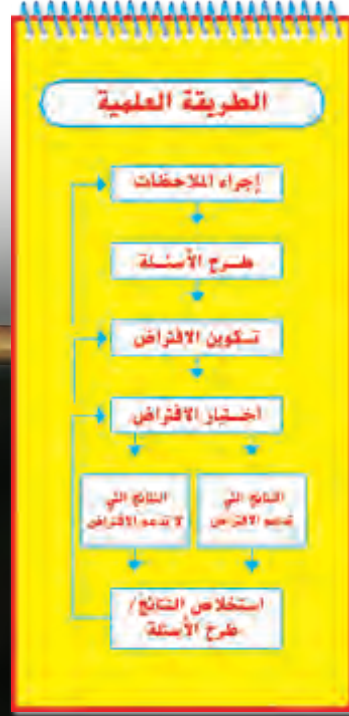 الطريقة العلمية
إجراء الملاحظات
طرح الأسئلة
تكوين الافتراض
اختبار الافتراض
النتائج التي
تدعم الافتراض
النتائج التي
لا تدعم الافتراض
استخلاص النتائج/
طرح الأسئلة